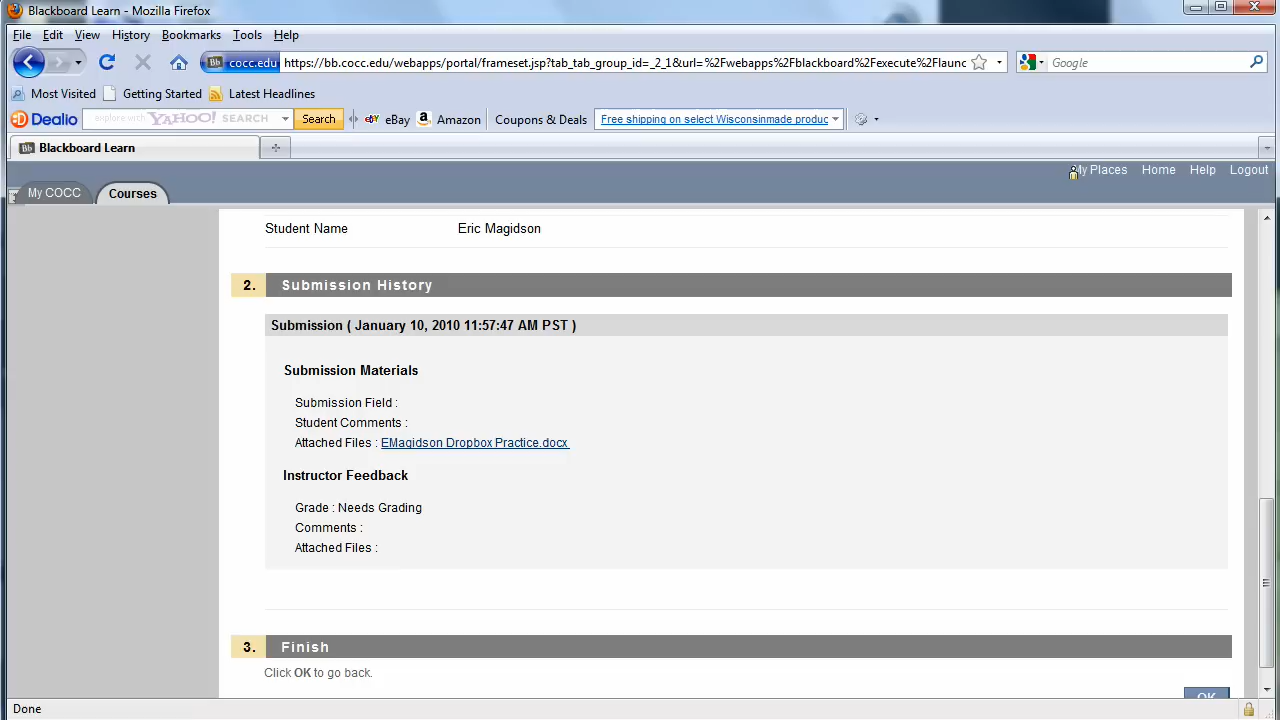 Blackboard Learn - Mozilla Firefox
File Edit View History Bookmarks Tools Help
Bb cocc.edu https://bb.cocc.edu/webapps/portal/frameset.jsp?tab_tab_group_id=_2_1&url=%2Fwebapps%2Fblackboard%2Fexecute%2Flaunc Google
Most Visited Getting Started Latest Headlines
Dealio explore with YAHOO! SEARCH Search eBay Amazon Coupons & Deals Free shipping on select Wisconsinmade produc
Bb Blackboard Learn
My Places Home Help Logout
My COCC Courses
Student Name Eric Magidson
2. Submission History
Submission ( January 10, 2010 11:57:47 AM PST )
Submission Materials
Submission Field :
Student Comments :
Attached Files : EMagidson Dropbox Practice.docx
Instructor Feedback
Grade : Needs Grading
Comments :
Attached Files :
3. Finish
Click OK to go back.
OK
Done